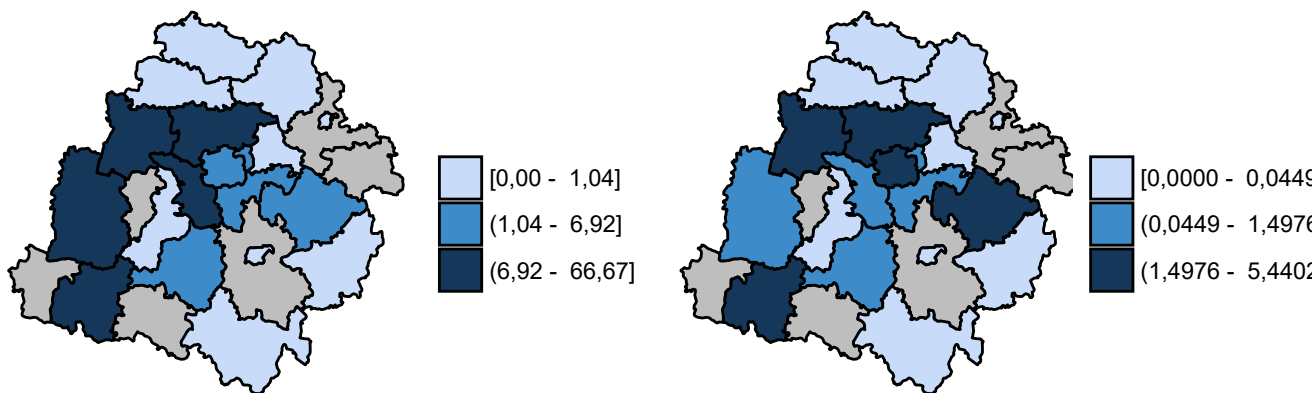 [0,00 - 1,04]
(1,04 - 6,92]
(6,92 - 66,67]
[0,0000 - 0,0449
(0,0449 - 1,4976
(1,4976 - 5,4402